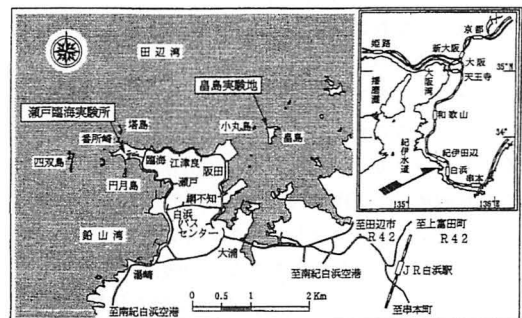 田辺湾
畠島実験地
瀬戸臨海実験所
塔島
番所崎
小丸島
畠島
四双島
臨海
江津良
阪田
円月島
瀬戸
網不知
白浜
バス
センター
鉛山湾
大浦
湯崎
至田辺市
R42
至上富田町
R42
JR白浜駅
至南紀白浜空港
至南紀白浜空港
至串本町
0 0.5 1 2 Km
京都
姫路
新大阪
大阪
天王寺
35°N
播磨灘
大阪湾
和歌山
紀伊水道
34°
紀伊田辺
白浜
串本
135°
136°E